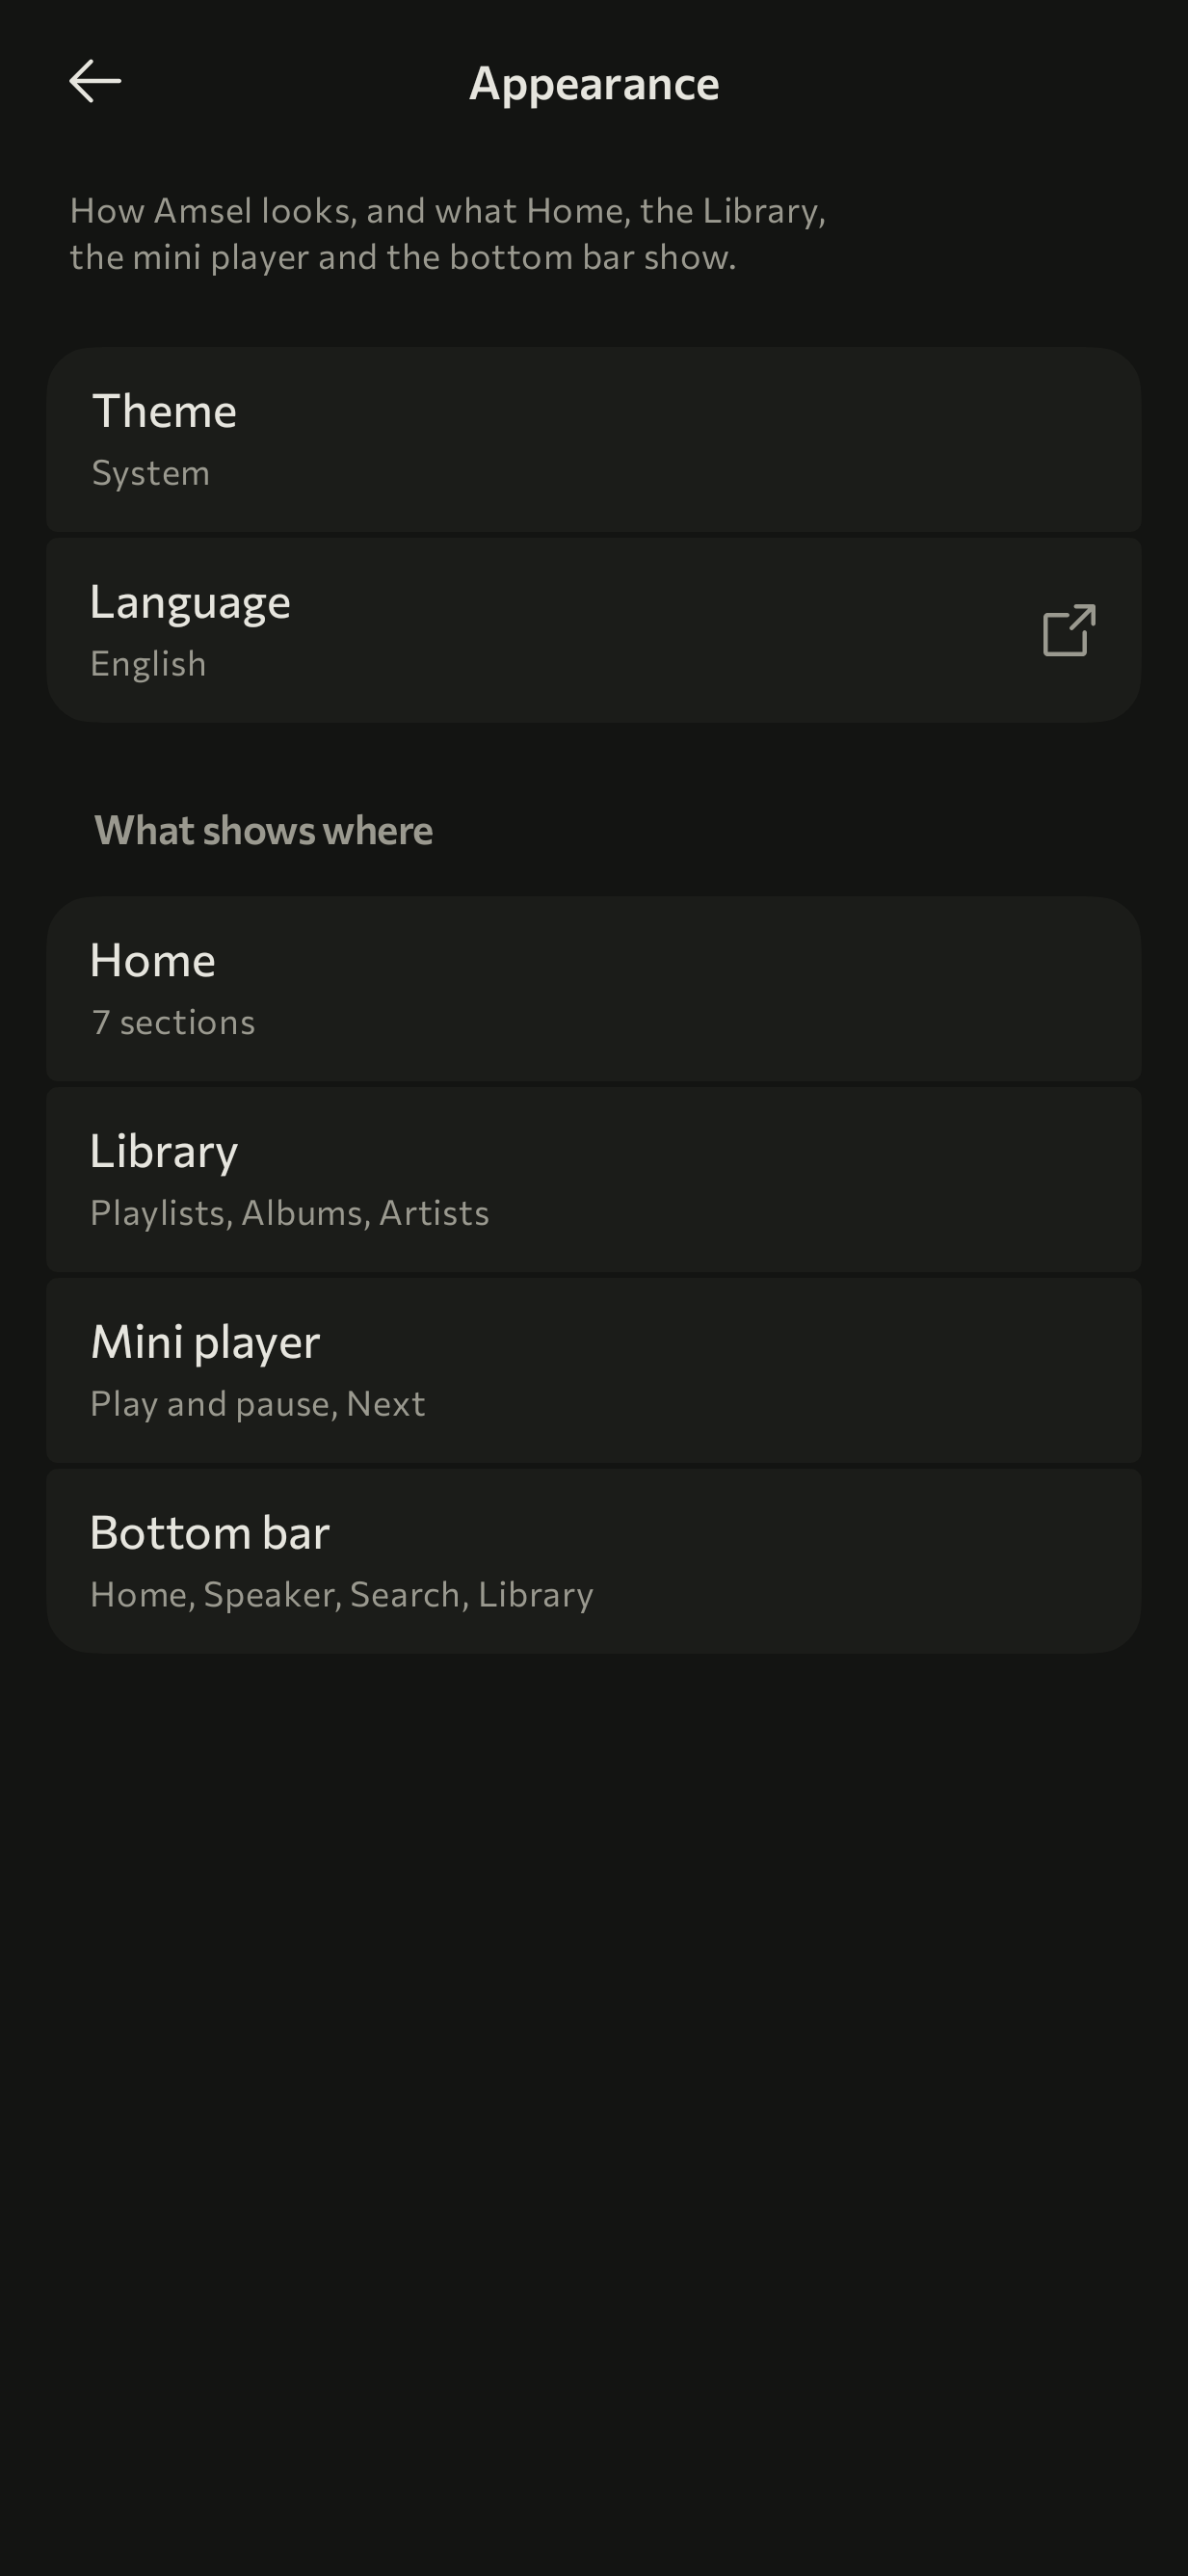 Appearance
How Amsel looks, and what Home, the Library,
the mini player and the bottom bar show.
Theme
System
Language
English
What shows where
Home
7 sections
Library
Playlists, Albums, Artists
Mini player
Play and pause, Next
Bottom bar
Home, Speaker, Search, Library